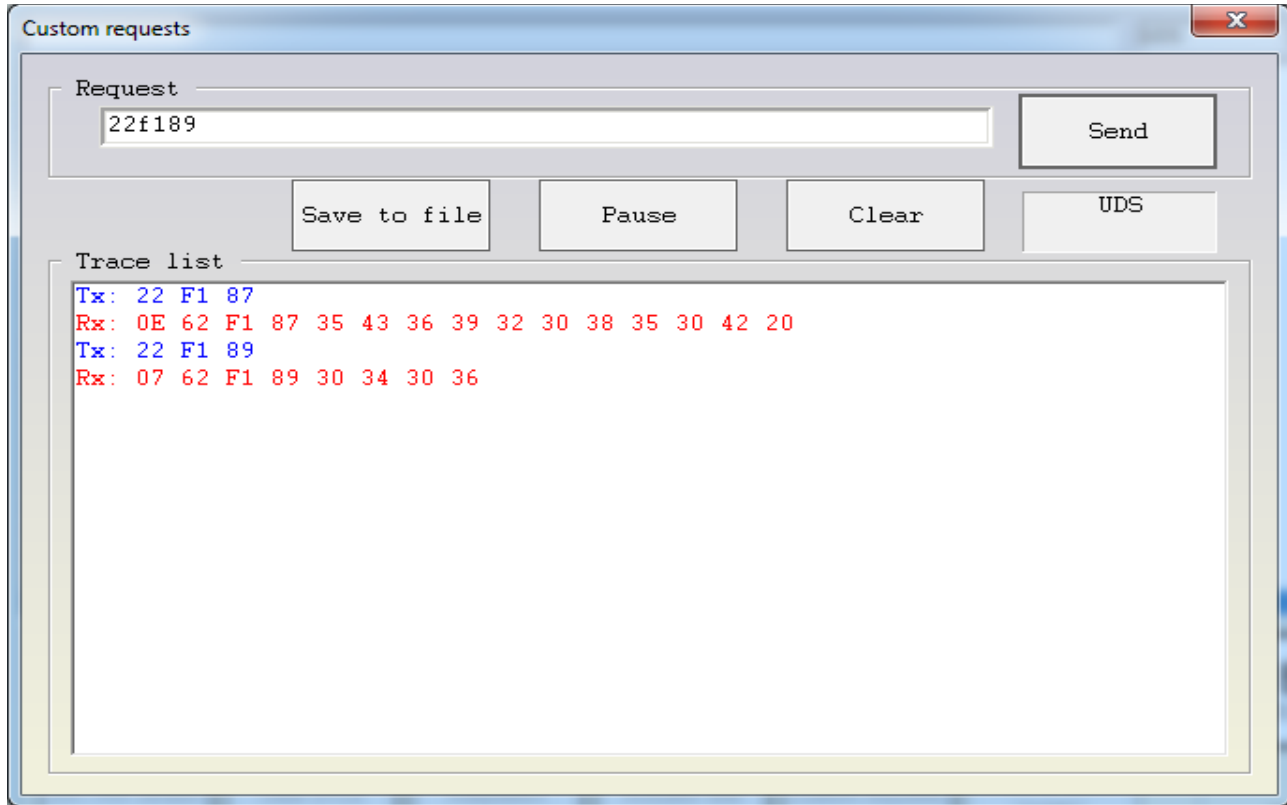 Custom requests
Request
22f189
Send
Save to file
Pause
Clear
UDS
Trace list
Tx: 22 F1 87
Rx: 0E 62 F1 87 35 43 36 39 32 30 38 35 30 42 20
Tx: 22 F1 89
Rx: 07 62 F1 89 30 34 30 36